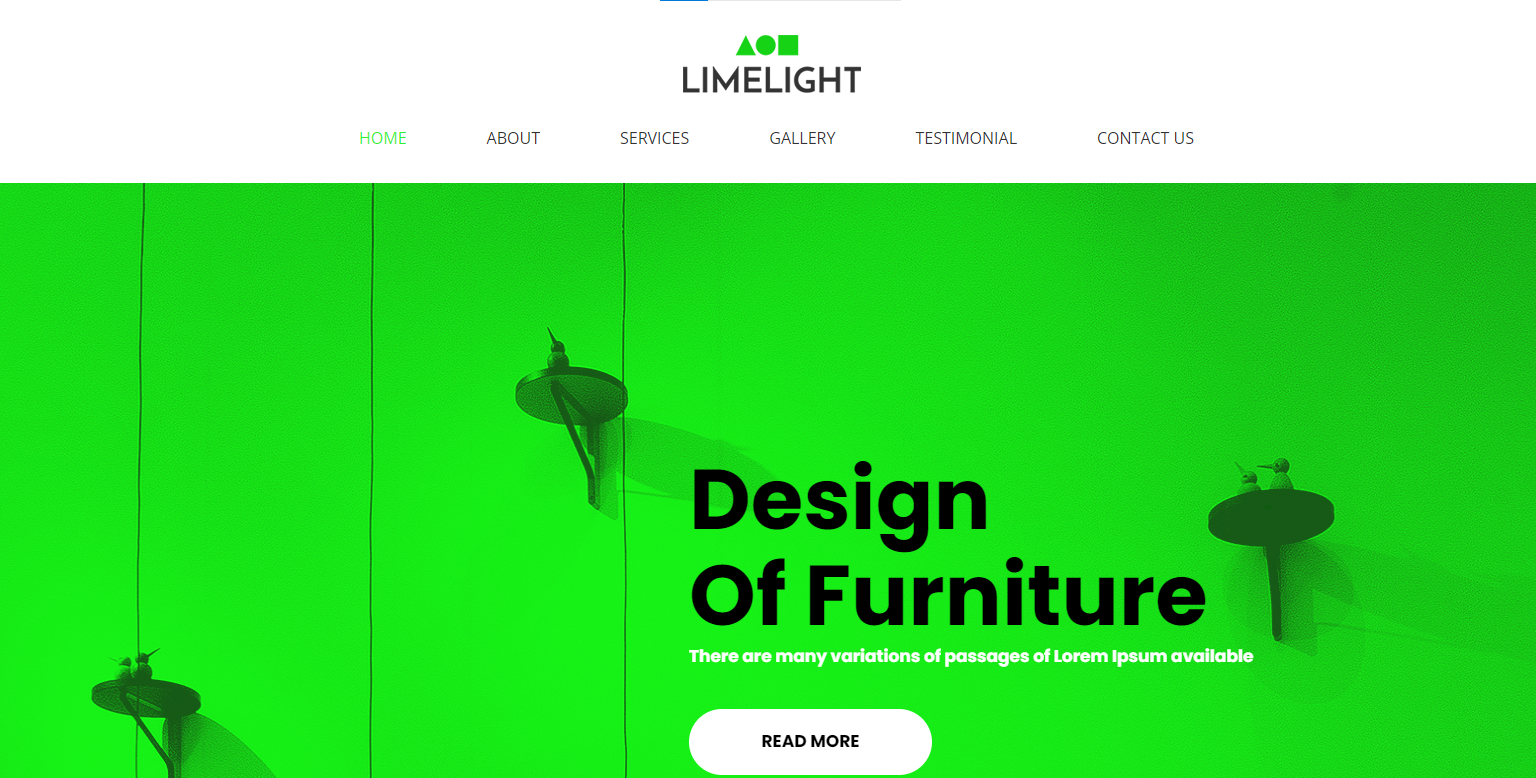 LIMELIGHT
HOME ABOUT SERVICES GALLERY TESTIMONIAL CONTACT US
Design
Of Furniture
There are many variations of passages of Lorem Ipsum available
READ MORE